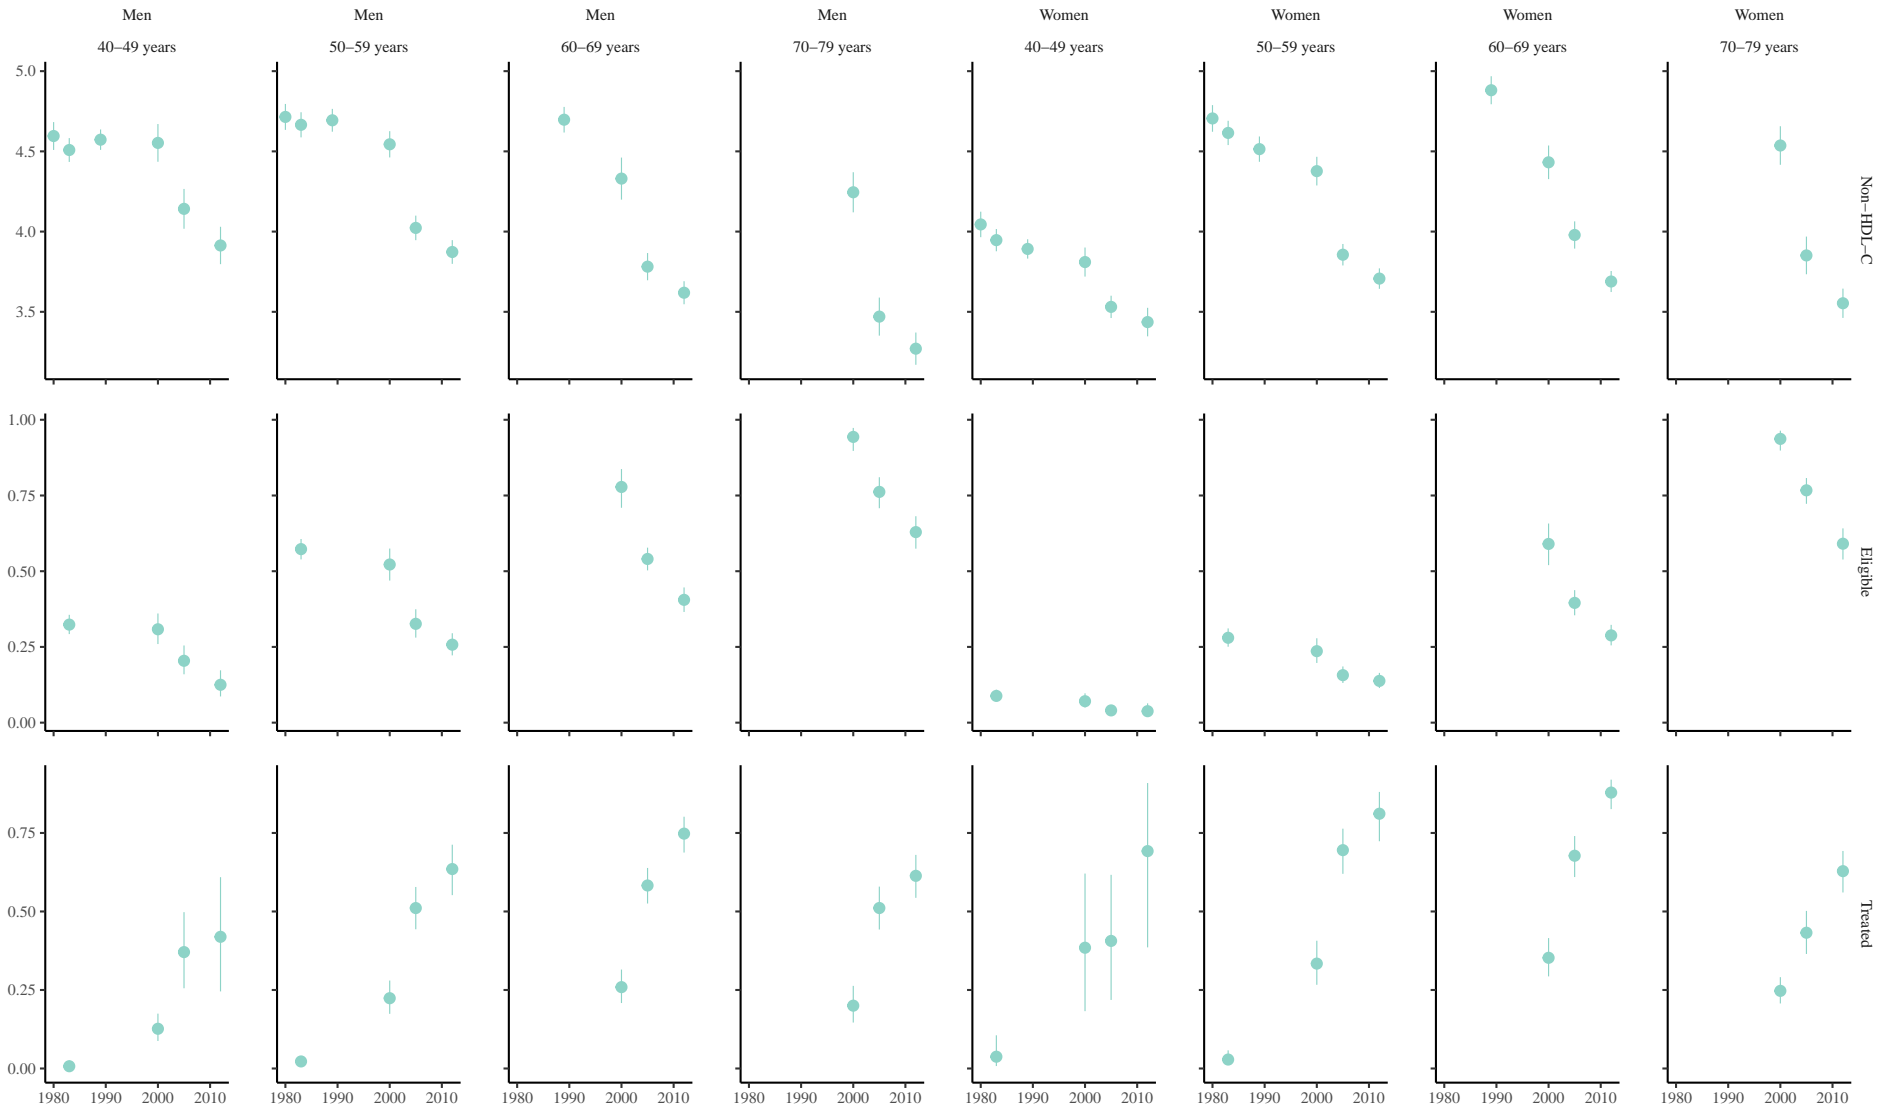 Men Men Men Men Women Women Women Women
40–49 years 50–59 years 60–69 years 70–79 years 40–49 years 50–59 years 60–69 years 70–79 years
5.0
4.5
4.0
3.5
Non–HDL–C
1.00
0.75
0.50
0.25
0.00
Eligible
0.75
0.50
0.25
0.00
Treated
1980 1990 2000 2010 1980 1990 2000 2010 1980 1990 2000 2010 1980 1990 2000 2010 1980 1990 2000 2010 1980 1990 2000 2010 1980 1990 2000 2010 1980 1990 2000 2010